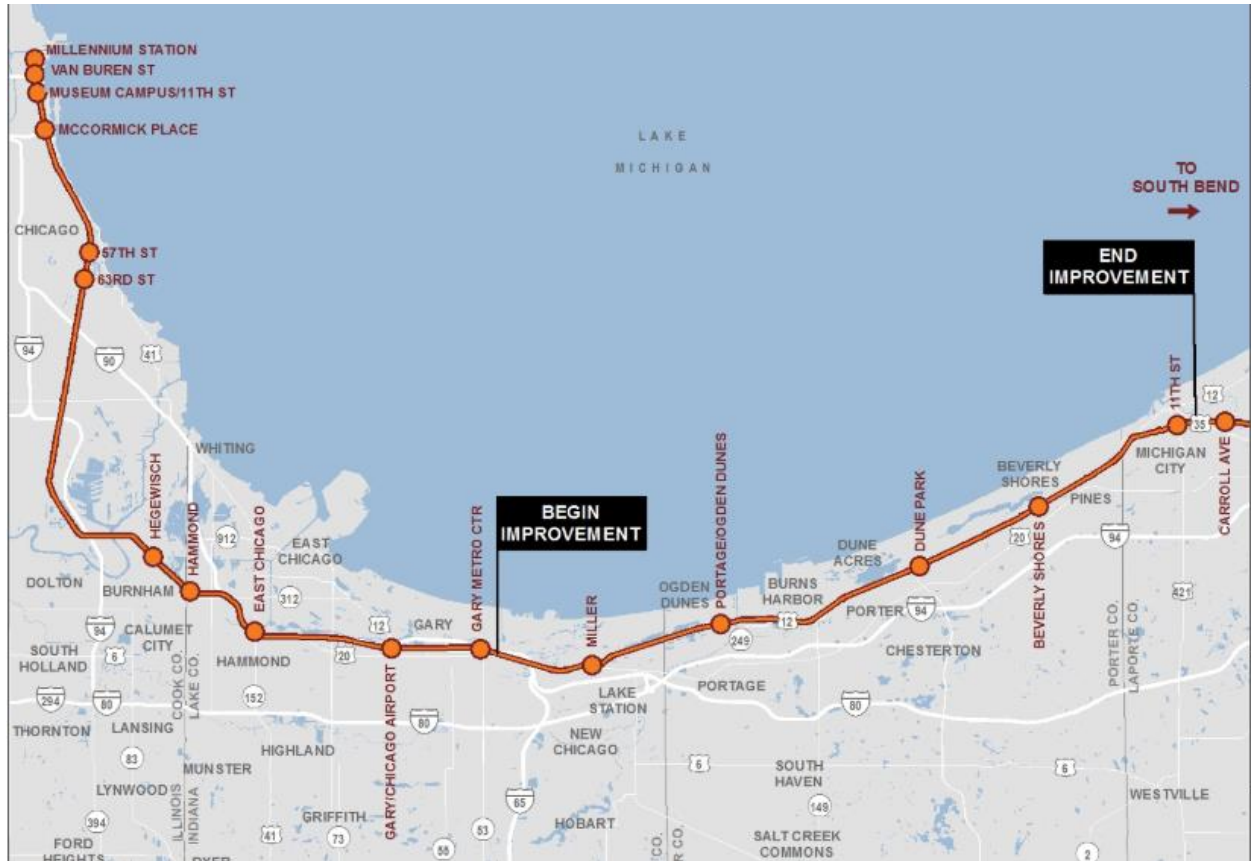 MILLENNIUM STATION
VAN BUREN ST
MUSEUM CAMPUS/11TH ST
MCCORMICK PLACE
LAKE
MICHIGAN
TO
SOUTH BEND
CHICAGO
57TH ST
63RD ST
END
IMPROVEMENT
94
90
41
11TH ST
12
35
CARROLL AVE
MICHIGAN
CITY
WHITING
BEVERLY
SHORES
PINES
HEGEWISCH
HAMMOND
912
EAST
CHICAGO
EAST CHICAGO
312
GARY METRO CTR
BEGIN
IMPROVEMENT
PORTAGE/OGDEN DUNES
DUNE PARK
20
94
BEVERLY SHORES
DOLTON
BURNHAM
MILLER
OGDEN
DUNES
BURNS
HARBOR
DUNE
ACRES
PORTER
94
421
94
CALUMET
CITY
6
12
GARY
20
249
12
CHESTERTON
PORTER CO.
LAPORTE CO.
SOUTH
HOLLAND
HAMMOND
COOK CO.
LAKE CO.
GARY/CHICAGO AIRPORT
LAKE
STATION
PORTAGE
294
80
152
80
80
THORNTON
LANSING
HIGHLAND
NEW
CHICAGO
83
MUNSTER
6
SOUTH
HAVEN
6
LYNWOOD
ILLINOIS
INDIANA
65
149
WESTVILLE
394
GRIFFITH
41
73
53
58
HOBART
SALT CREEK
COMMONS
2
FORD
HEIGHTS